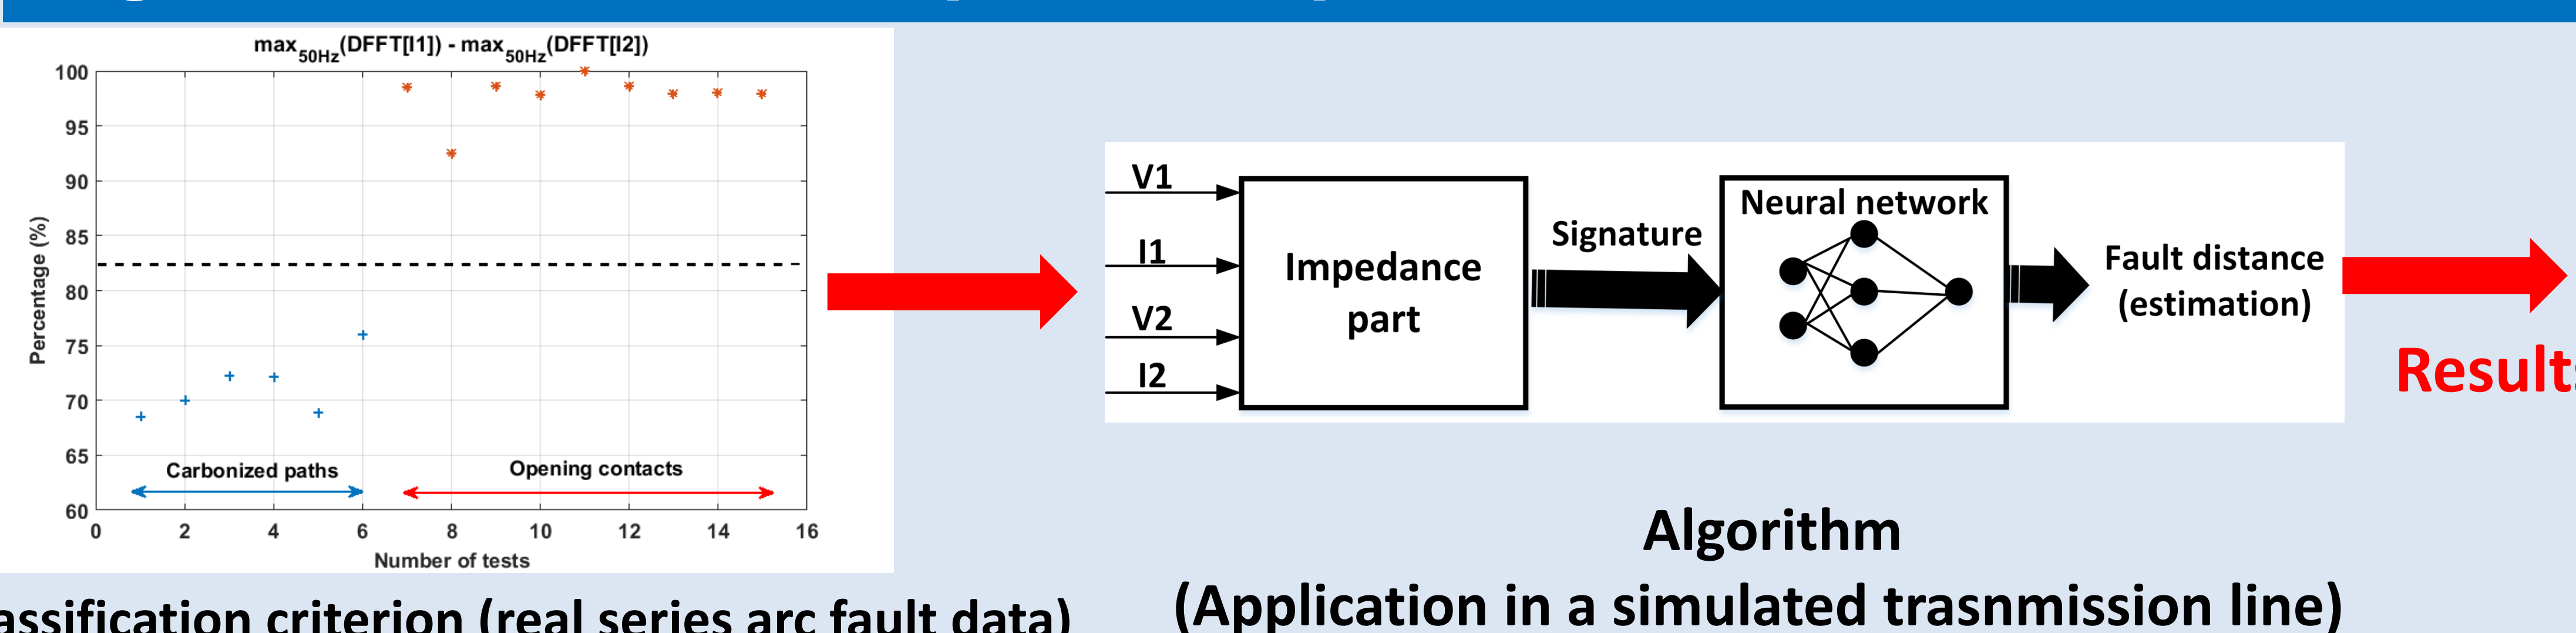 max50Hz(DFFT[I1]) - max50Hz(DFFT[I2])
100
95
90
85
80
75
70
65
60
Percentage (%)
Carbonized paths
Opening contacts
0 2 4 6 8 10 12 14 16
Number of tests
assification criterion (real series arc fault data)
V1
I1
V2
I2
Impedance
part
Signature
Neural network
Fault distance
(estimation)
Results
Algorithm
(Application in a simulated trasnmission line)